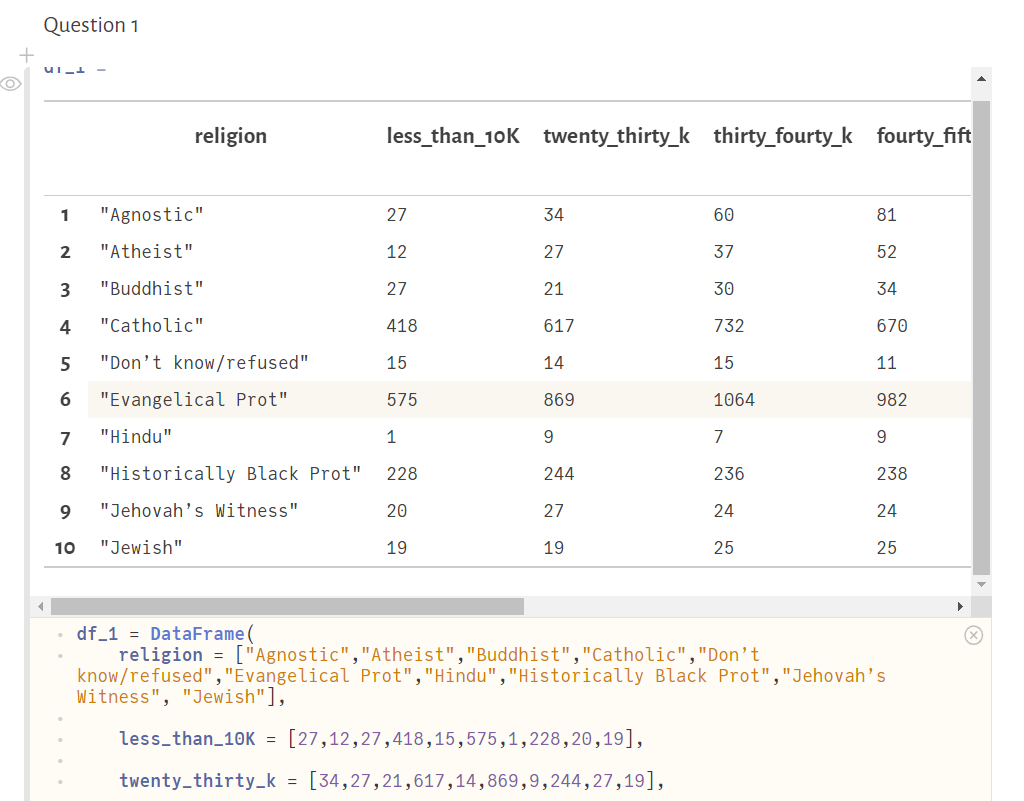 Question 1
df_1 =
religion less_than_10K twenty_thirty_k thirty_fourty_k fourty_fift
1 "Agnostic" 27 34 60 81
2 "Atheist" 12 27 37 52
3 "Buddhist" 27 21 30 34
4 "Catholic" 418 617 732 670
5 "Don’t know/refused" 15 14 15 11
6 "Evangelical Prot" 575 869 1064 982
7 "Hindu" 1 9 7 9
8 "Historically Black Prot" 228 244 236 238
9 "Jehovah’s Witness" 20 27 24 24
10 "Jewish" 19 19 25 25
df_1 = DataFrame(
religion = ["Agnostic","Atheist","Buddhist","Catholic","Don’t
know/refused","Evangelical Prot","Hindu","Historically Black Prot","Jehovah’s
Witness", "Jewish"],
less_than_10K = [27,12,27,418,15,575,1,228,20,19],
twenty_thirty_k = [34,27,21,617,14,869,9,244,27,19],